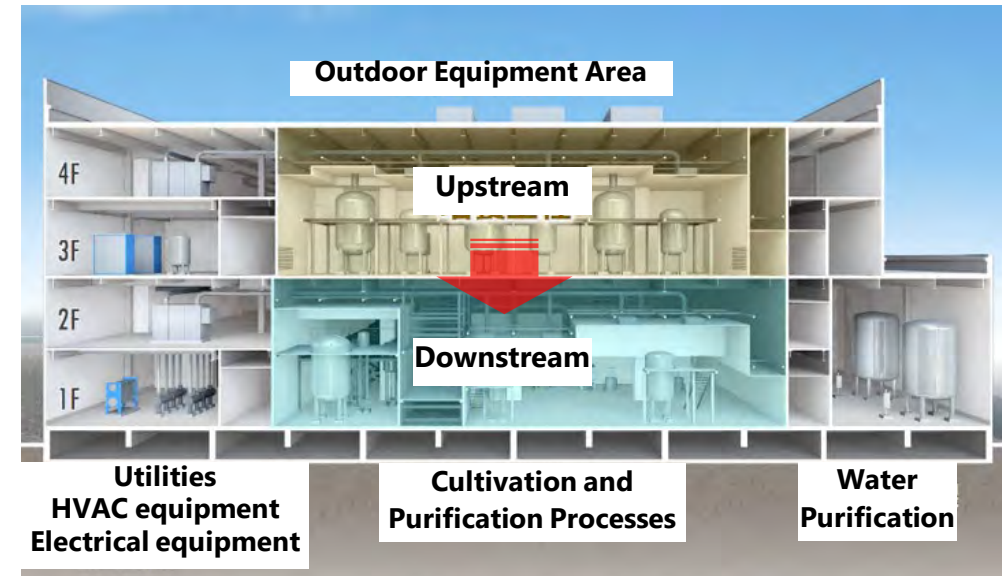 Outdoor Equipment Area
4F
Upstream
3F
2F
Downstream
1F
Utilities
HVAC equipment
Electrical equipment
Cultivation and
Purification Processes
Water
Purification